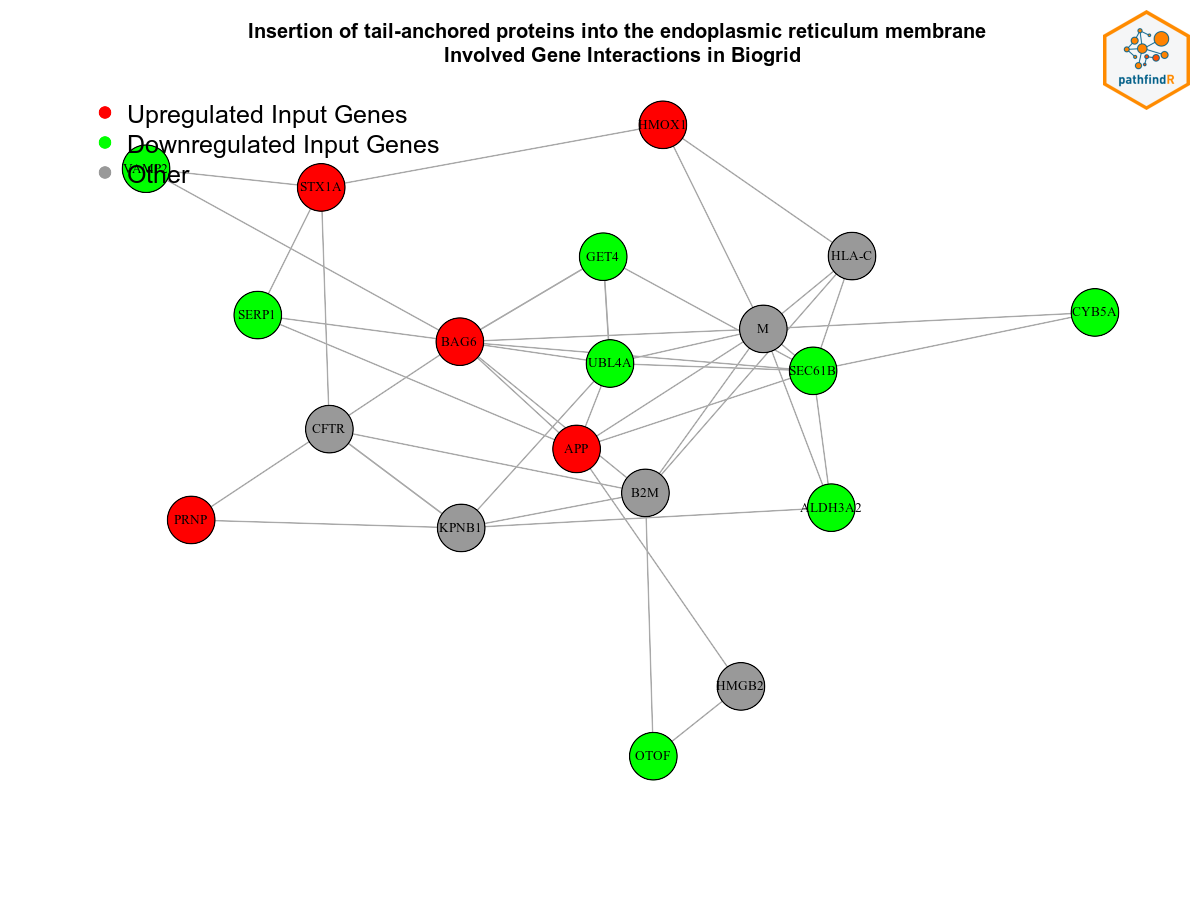 Insertion of tail-anchored proteins into the endoplasmic reticulum membrane
Involved Gene Interactions in Biogrid
pathfindR
Upregulated Input Genes
Downregulated Input Genes
Other
HMOX1
VAMP2
STX1A
GET4
HLA-C
SERP1
CYB5A
M
BAG6
UBL4A
SEC61B
CFTR
APP
B2M
ALDH3A2
PRNP
KPNB1
HMGB2
OTOF